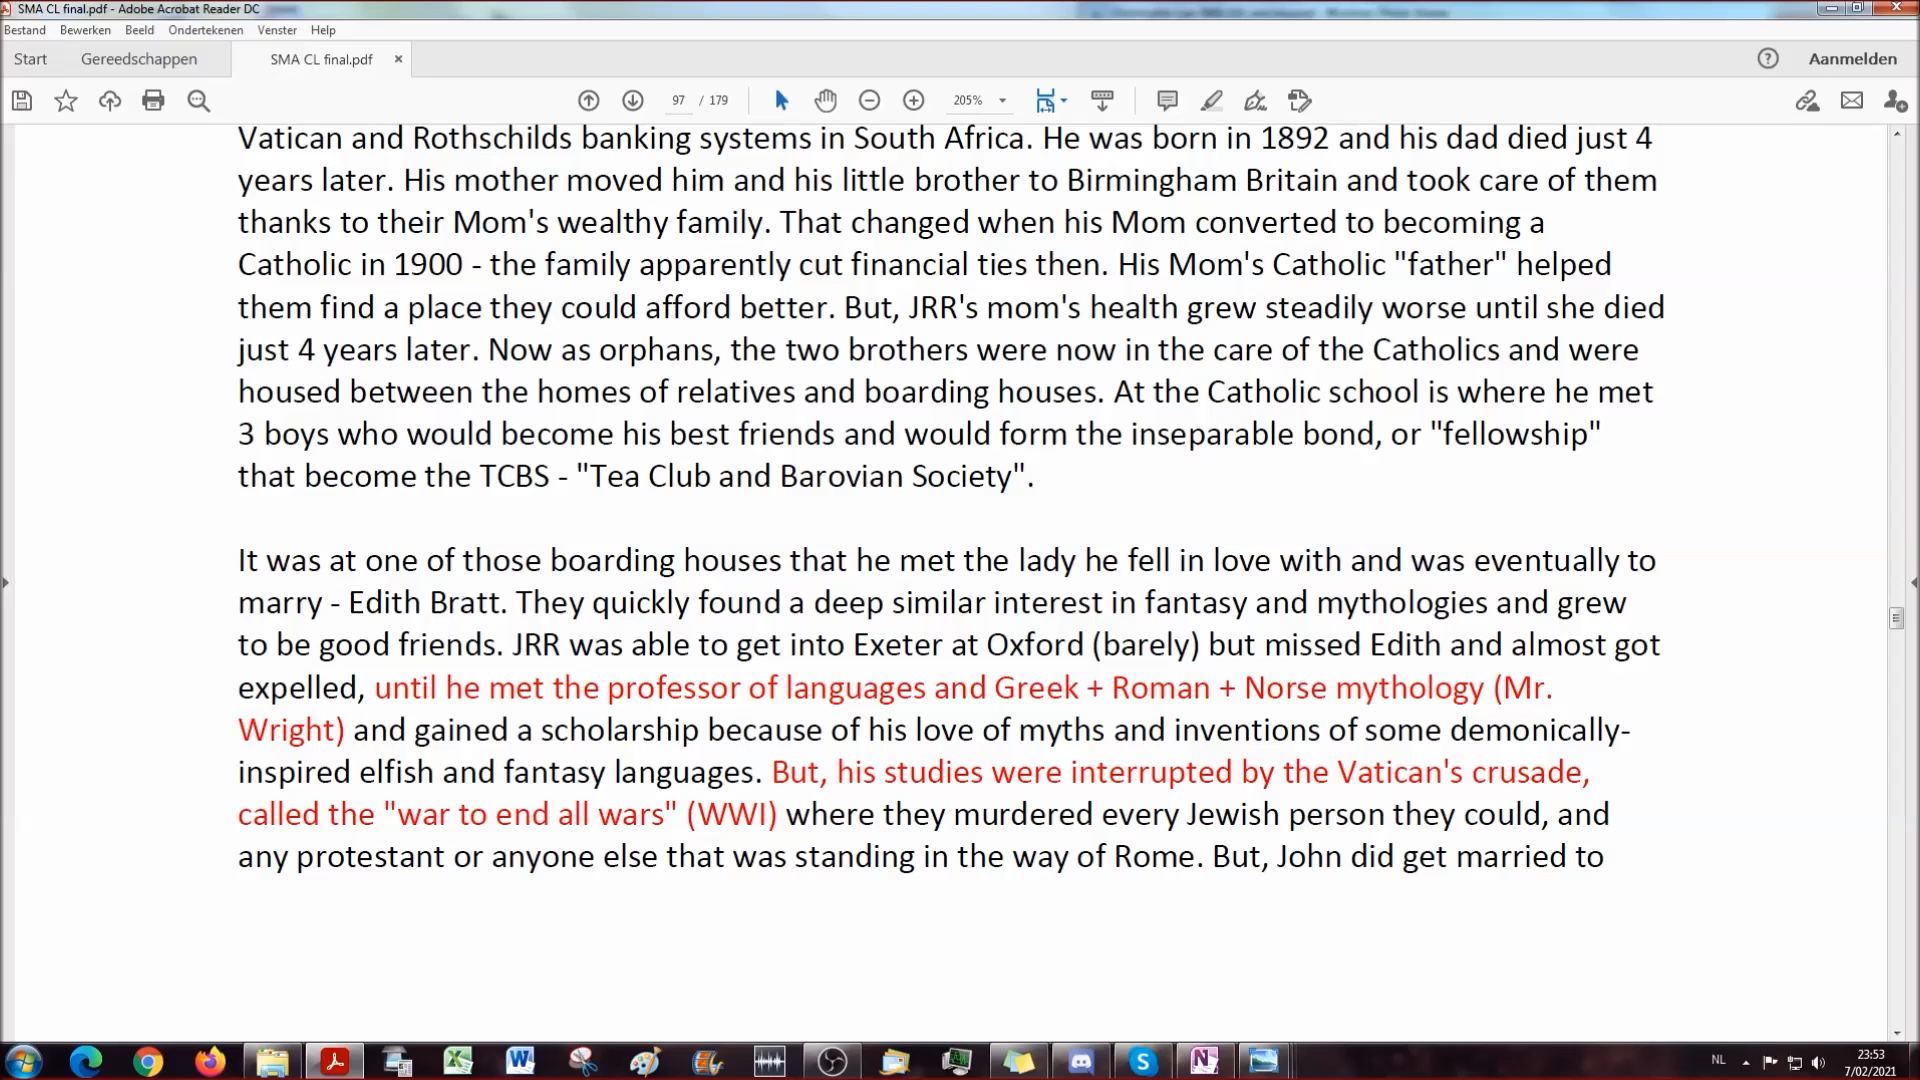 SMA CL final.pdf - Adobe Acrobat Reader DC
Bestand Bewerken Beeld Ondertekenen Venster Help
Start Gereedschappen SMA CL final.pdf × Aanmelden
97 / 179 205%
Vatican and Rothschilds banking systems in South Africa. He was born in 1892 and his dad died just 4
years later. His mother moved him and his little brother to Birmingham Britain and took care of them
thanks to their Mom's wealthy family. That changed when his Mom converted to becoming a
Catholic in 1900 - the family apparently cut financial ties then. His Mom's Catholic "father" helped
them find a place they could afford better. But, JRR's mom's health grew steadily worse until she died
just 4 years later. Now as orphans, the two brothers were now in the care of the Catholics and were
housed between the homes of relatives and boarding houses. At the Catholic school is where he met
3 boys who would become his best friends and would form the inseparable bond, or "fellowship"
that become the TCBS - "Tea Club and Barovian Society".
It was at one of those boarding houses that he met the lady he fell in love with and was eventually to
marry - Edith Bratt. They quickly found a deep similar interest in fantasy and mythologies and grew
to be good friends. JRR was able to get into Exeter at Oxford (barely) but missed Edith and almost got
expelled, until he met the professor of languages and Greek + Roman + Norse mythology (Mr.
Wright) and gained a scholarship because of his love of myths and inventions of some demonically-
inspired elfish and fantasy languages. But, his studies were interrupted by the Vatican's crusade,
called the "war to end all wars" (WWI) where they murdered every Jewish person they could, and
any protestant or anyone else that was standing in the way of Rome. But, John did get married to
NL 23:53
7/02/2021